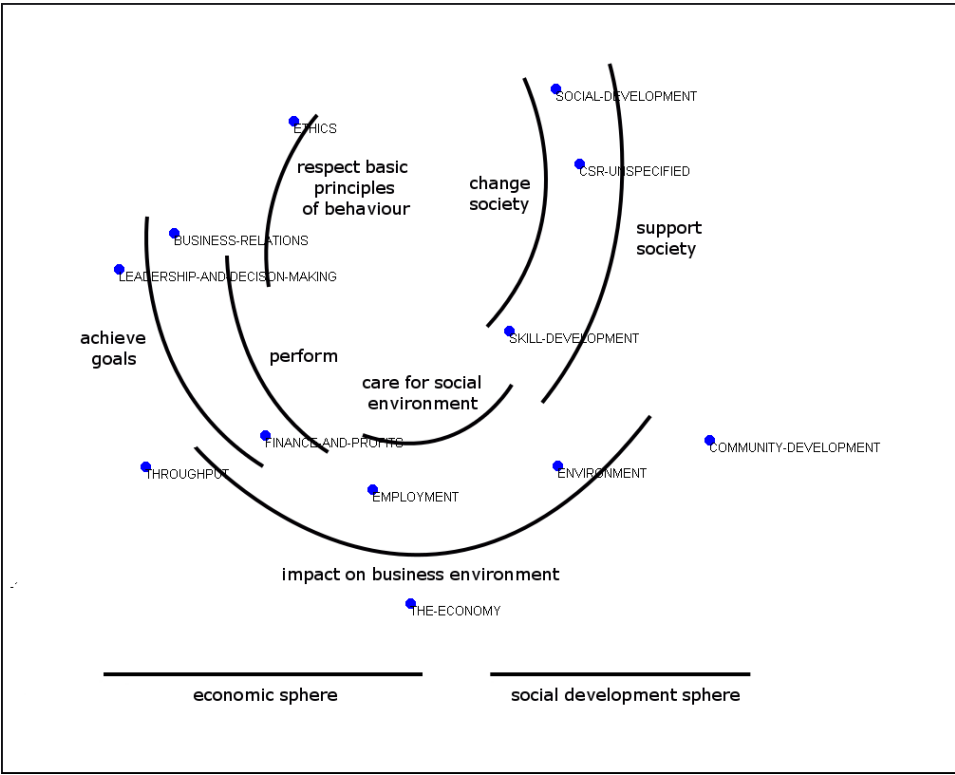 SOCIAL-DEVELOPMENT
ETHICS
respect basic
principles
of behaviour
CSR-UNSPECIFIED
change
society
support
society
BUSINESS-RELATIONS
LEADERSHIP-AND-DECISON-MAKING
achieve
goals
perform
SKILL-DEVELOPMENT
care for social
environment
FINANCE-AND-PROFITS
COMMUNITY-DEVELOPMENT
THROUGHPUT
ENVIRONMENT
EMPLOYMENT
impact on business environment
THE-ECONOMY
economic sphere
social development sphere